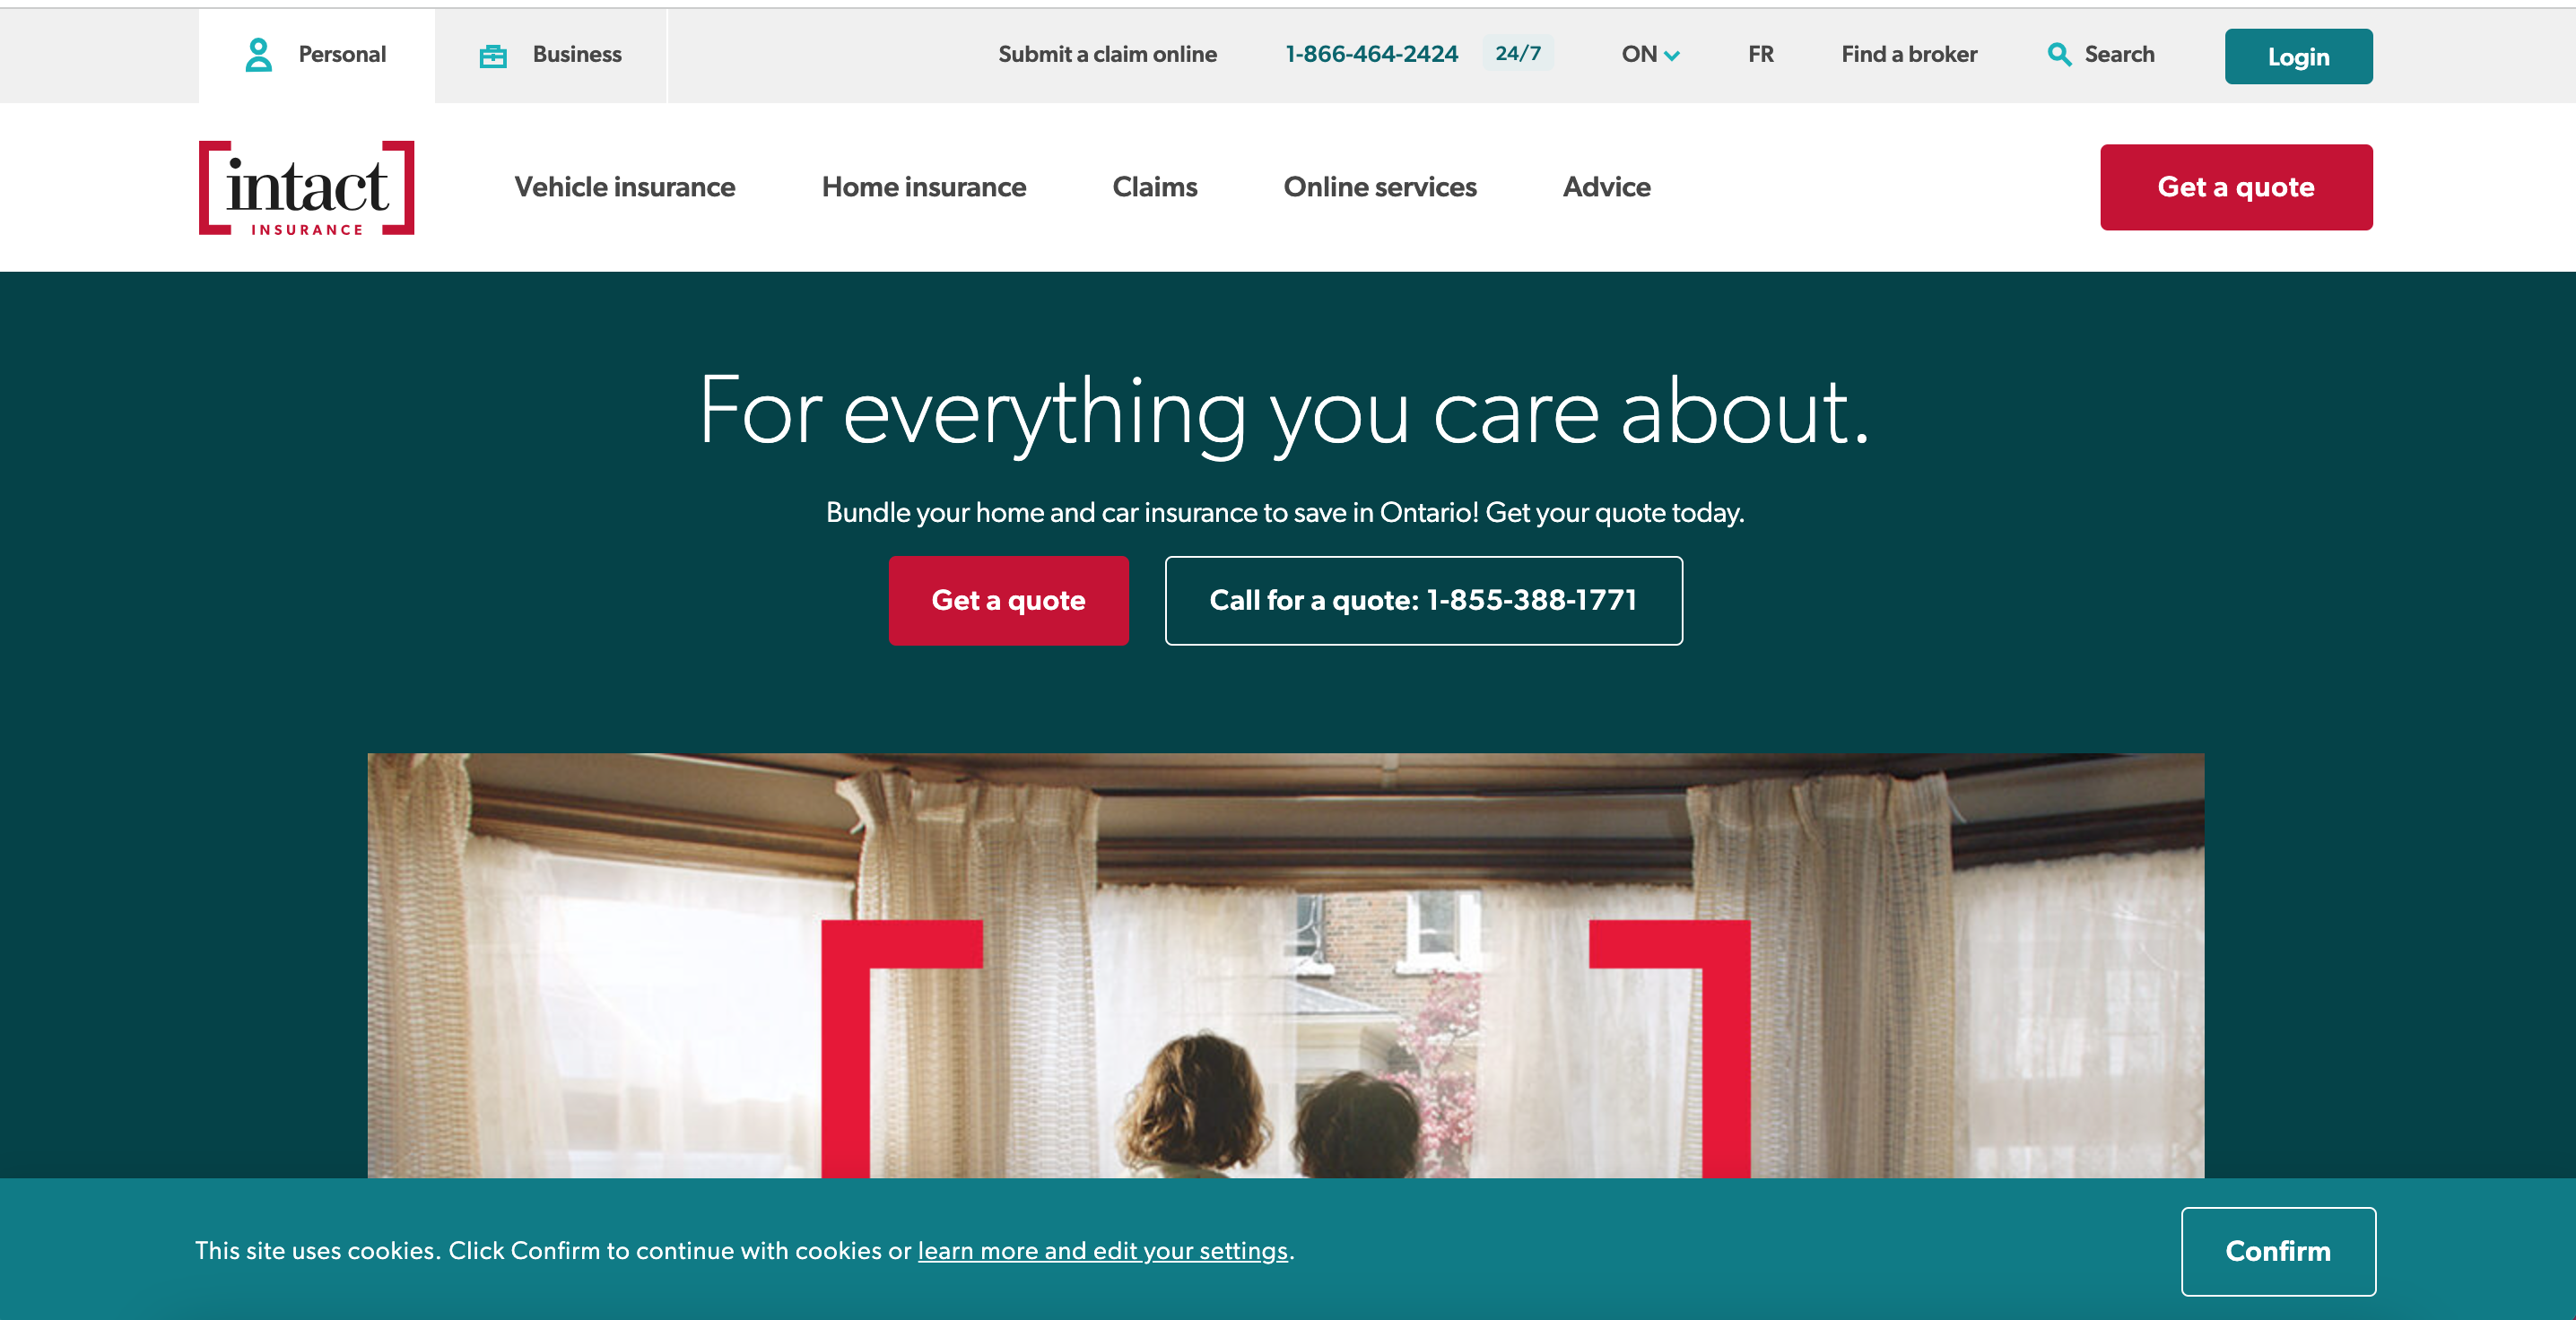 Personal
Business
Submit a claim online
1-866-464-2424
24/7
ON
FR
Find a broker
Search
Login
intact
INSURANCE
Vehicle insurance
Home insurance
Claims
Online services
Advice
Get a quote
For everything you care about.
Bundle your home and car insurance to save in Ontario! Get your quote today.
Get a quote
Call for a quote: 1-855-388-1771
This site uses cookies. Click Confirm to continue with cookies or learn more and edit your settings.
Confirm